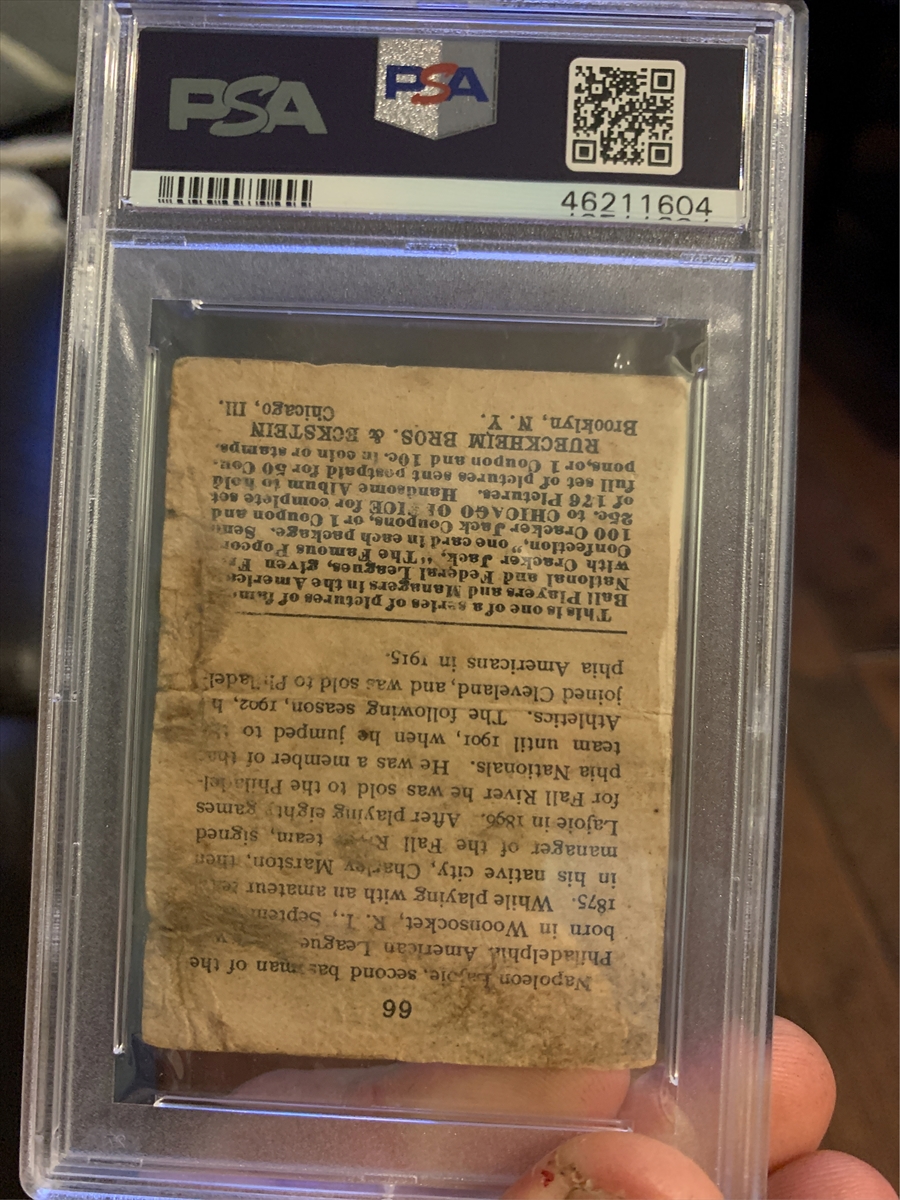 PSA
PSA
46211604
66
Napoleon Lajoie, second baseman of the
Philadelphia American League
born in Woonsocket, R. I.,
1875. While playing with an amateur
in his native city, Charley Marston, then
manager of the Fall River team, signed
Lajoie in 1896. After playing eighty games
for Fall River he was sold to the Philadel-
phia Nationals. He was a member of that
team until 1901, when he jumped to
Athletics. The following season, 1902, h
joined Cleveland, and was sold to Philadel-
phia Americans in 1915.
This is one of a series of pictures of
Ball Players and Managers in the America
National and Federal Leagues, given
with Cracker Jack, "The Famous Popcor
Confection," one card in each package. Send
100 Cracker Jack Coupons, or 1 Coupon and
25c. to CHICAGO OFFICE for complete set
of 176 Pictures. Handsome Album to hold
full set of pictures sent postpaid for 50 Cou-
pons, or 1 Coupon and 10c. in coin or stamps.
RUECKHEIM BROS. & ECKSTEIN
Brooklyn, N. Y. Chicago, Ill.